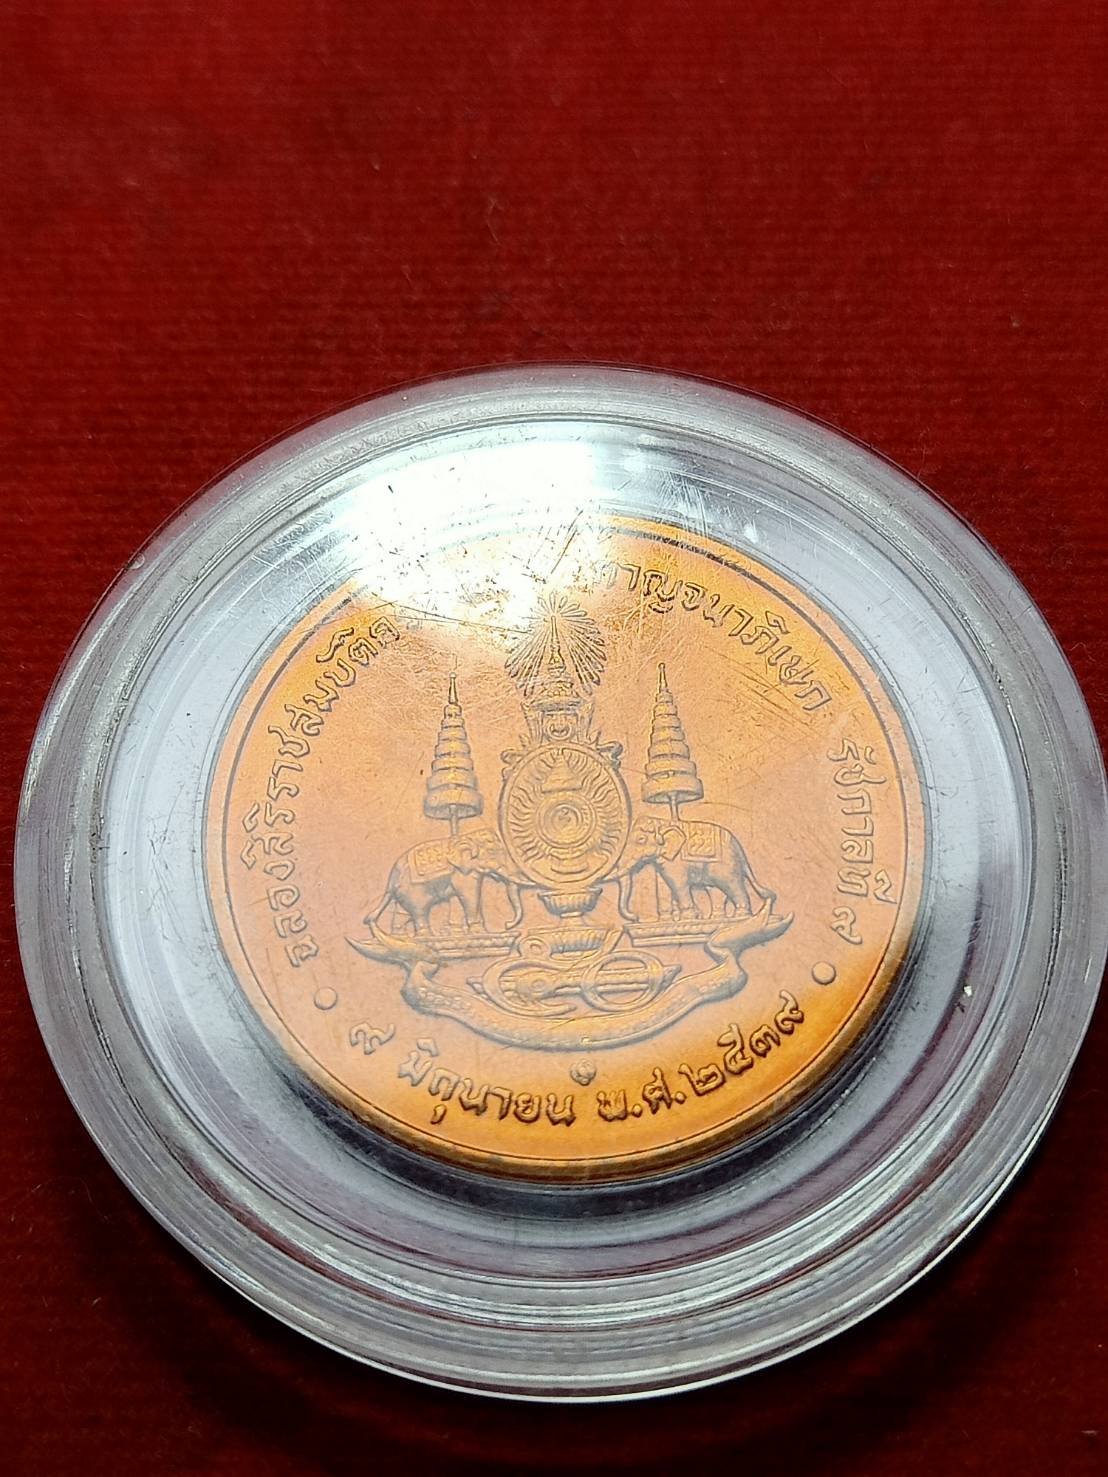 ฉลองสิริราชสมบัติ กาญจนาภิเษก รัชกาลที่ ๙
๙ มิถุนายน พ.ศ.๒๕๓๙